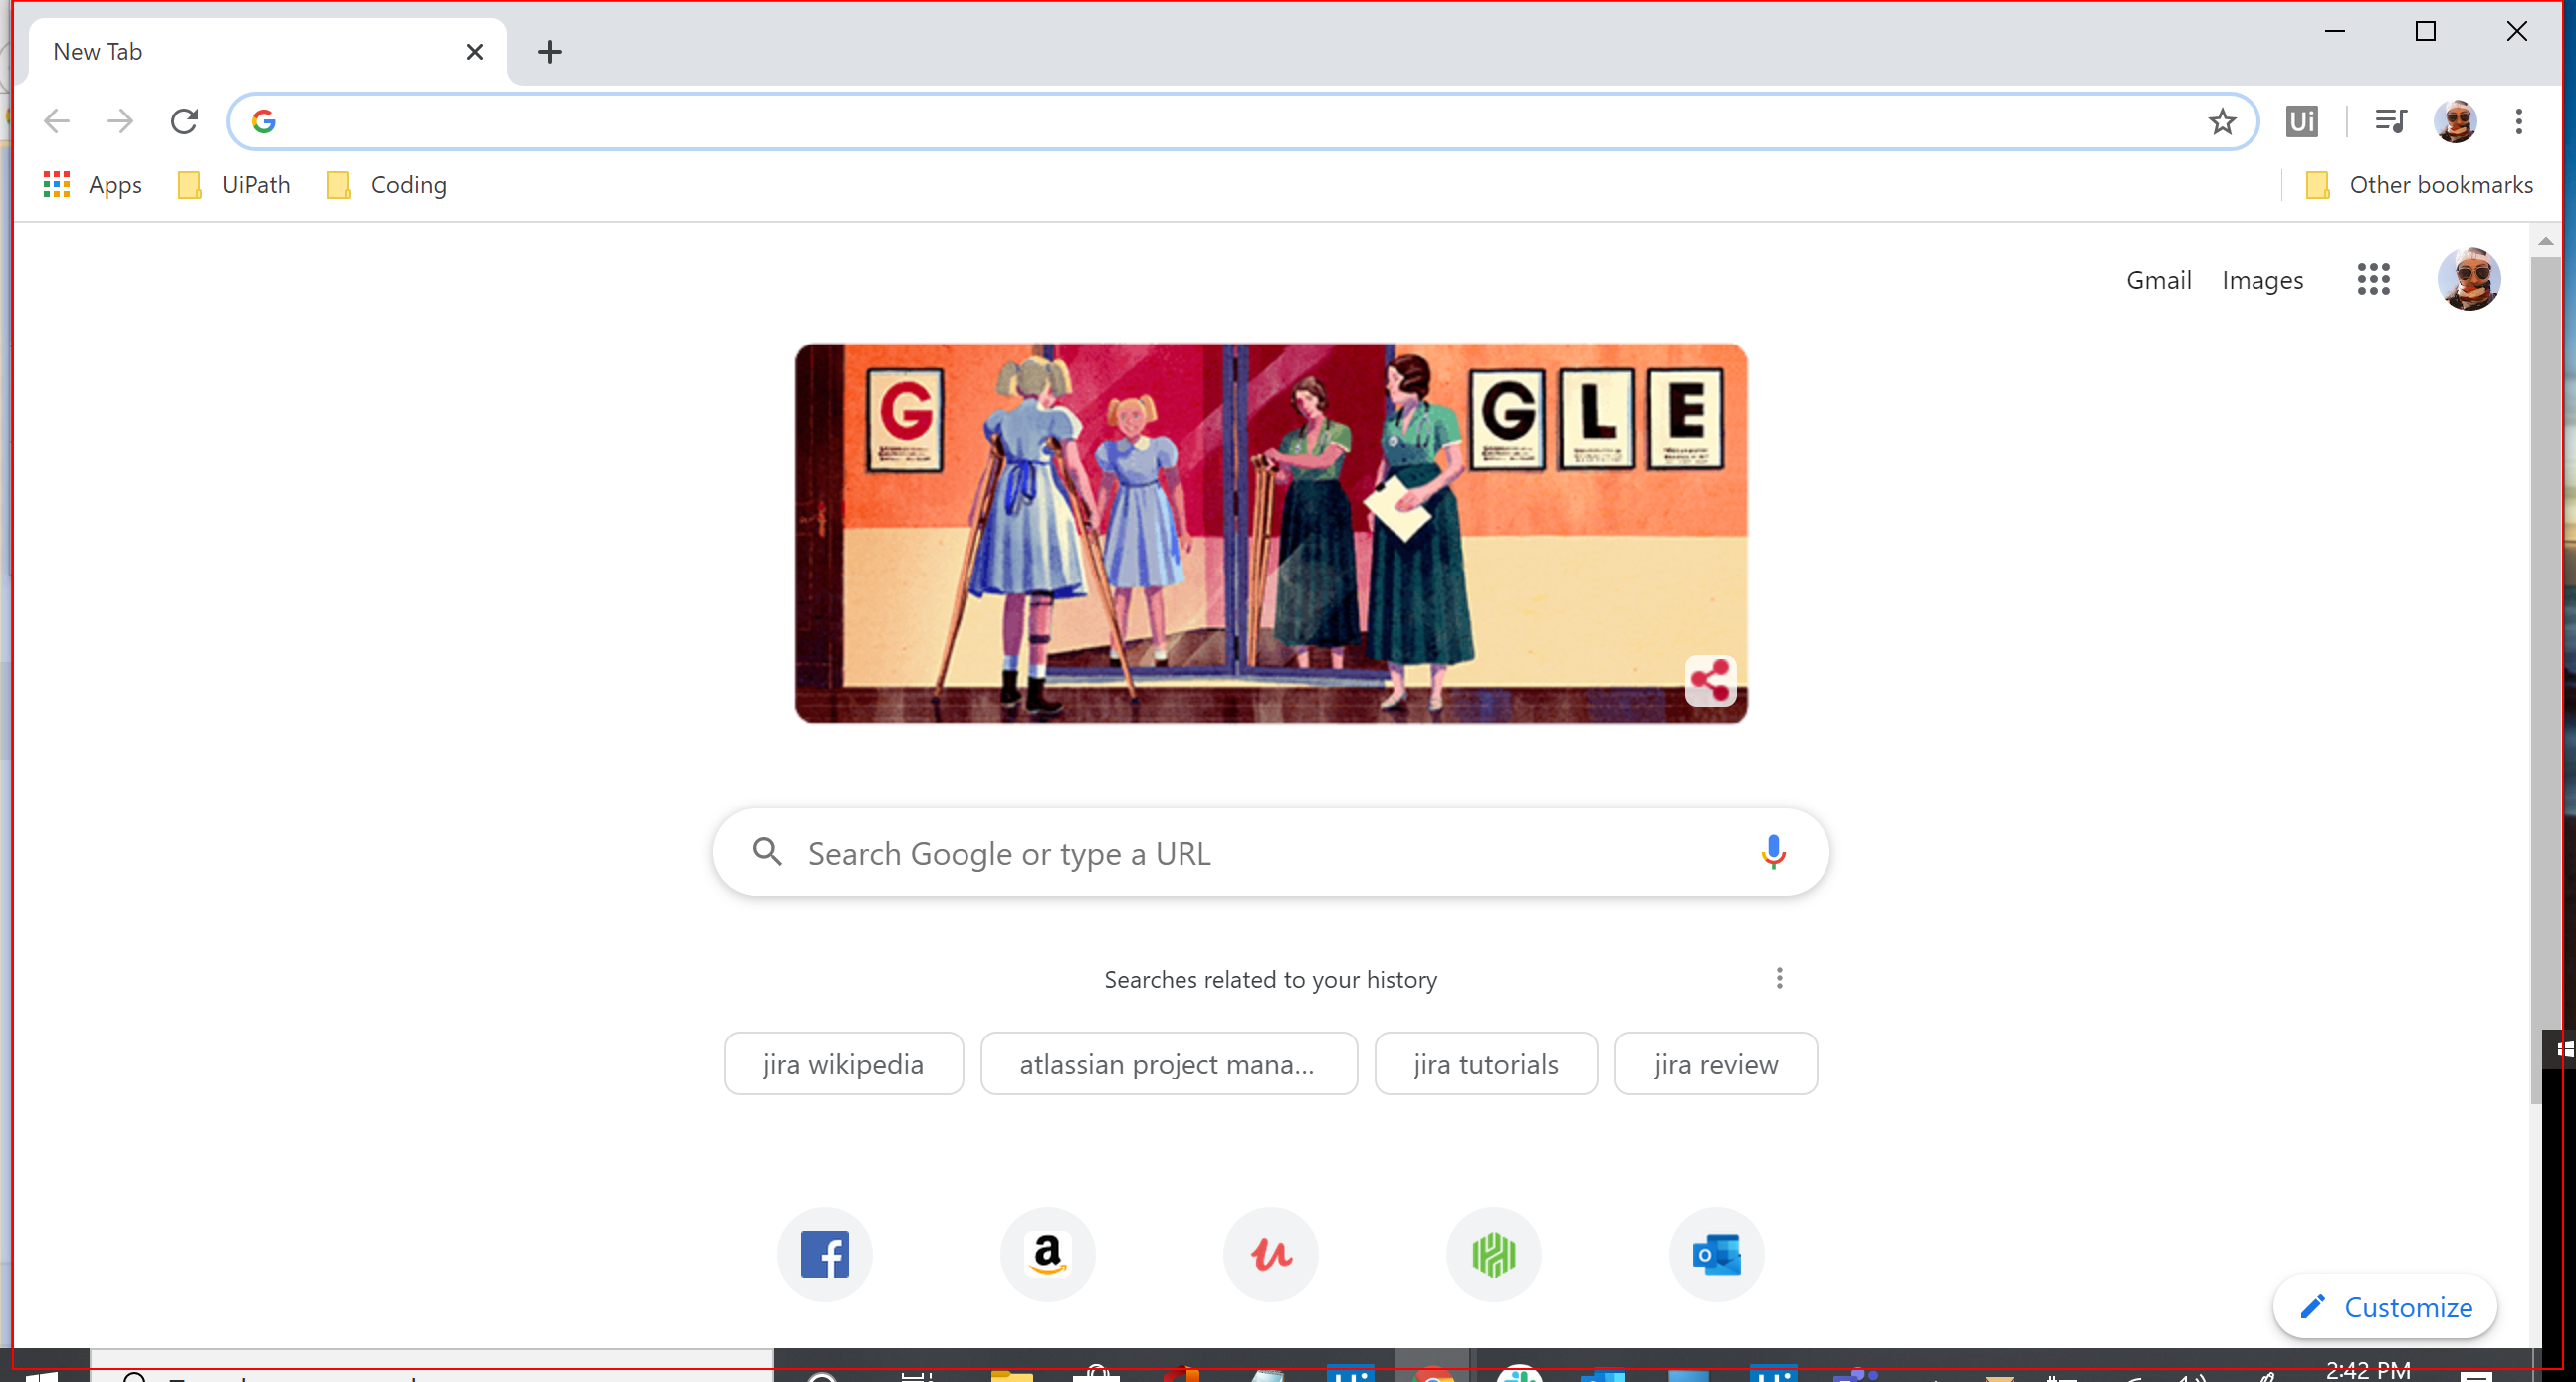 New Tab
Ui
Apps UiPath Coding Other bookmarks
Gmail Images
G G L E
Search Google or type a URL
Searches related to your history
jira wikipedia atlassian project mana... jira tutorials jira review
Customize
2:42 PM